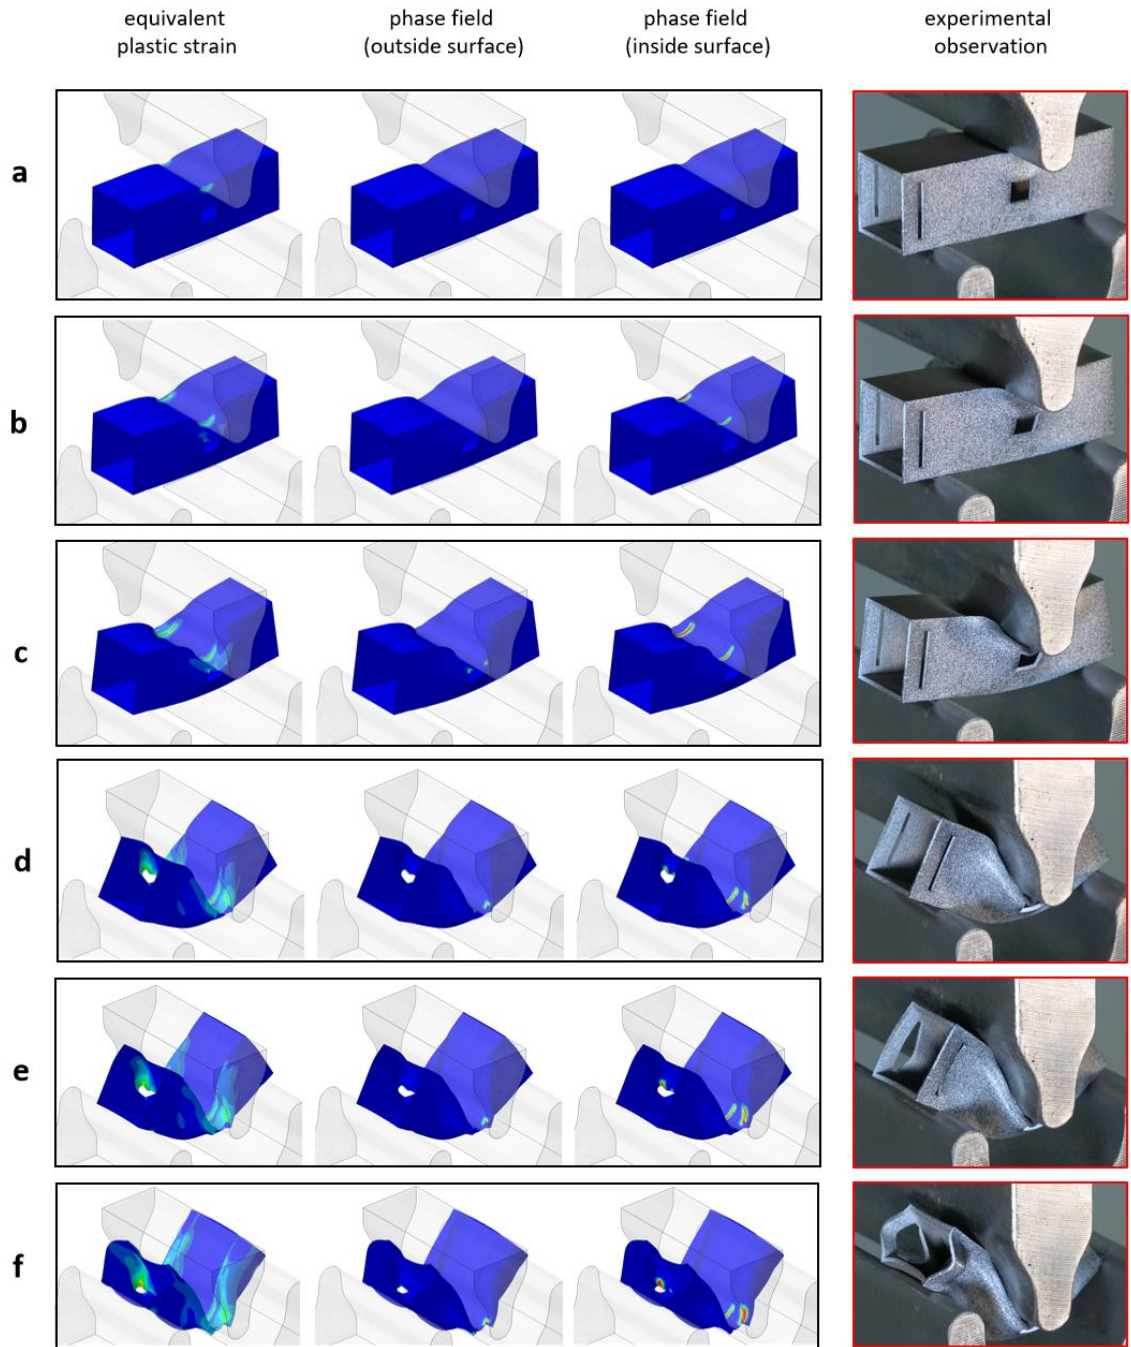 equivalent
plastic strain
phase field
(outside surface)
phase field
(inside surface)
experimental
observation
a
b
c
d
e
f